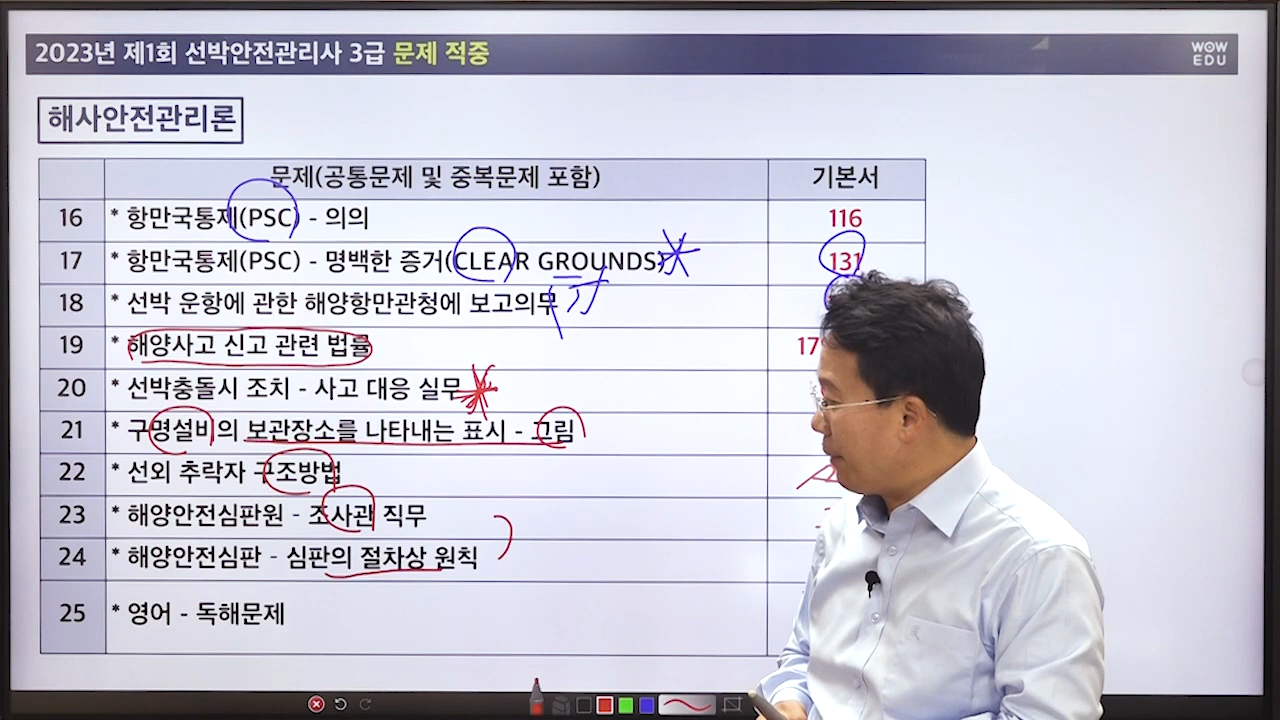 2023년 제1회 선박안전관리사 3급 문제 적중
WOW
EDU
해사안전관리론
문제(공통문제 및 중복문제 포함) 기본서
16 * 항만국통제(PSC) - 의의 116
17 * 항만국통제(PSC) - 명백한 증거(CLEAR GROUNDS) 131
18 * 선박 운항에 관한 해양항만관청에 보고의무
19 * 해양사고 신고 관련 법률 17
20 * 선박충돌시 조치 - 사고 대응 실무
21 * 구명설비의 보관장소를 나타내는 표시 - 그림
22 * 선외 추락자 구조방법
23 * 해양안전심판원 - 조사관 직무
24 * 해양안전심판 - 심판의 절차상 원칙
25 * 영어 - 독해문제